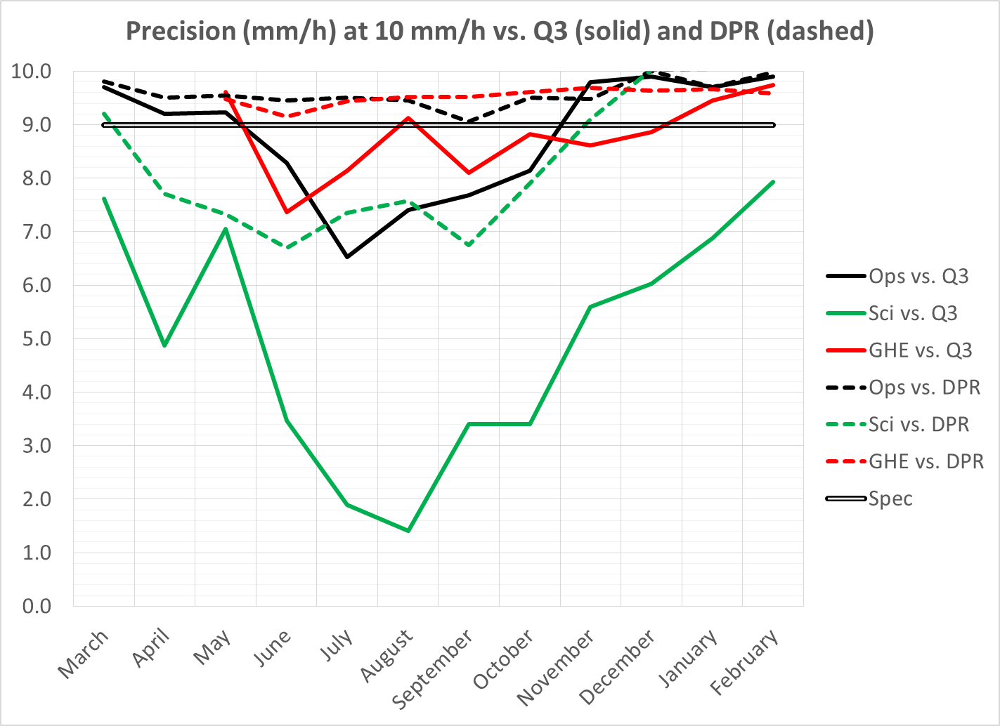 Precision (mm/h) at 10 mm/h vs. Q3 (solid) and DPR (dashed)
10.0
9.0
8.0
7.0
6.0
5.0
4.0
3.0
2.0
1.0
0.0
March
April
May
June
July
August
September
October
November
December
January
February
Ops vs. Q3
Sci vs. Q3
GHE vs. Q3
Ops vs. DPR
Sci vs. DPR
GHE vs. DPR
Spec